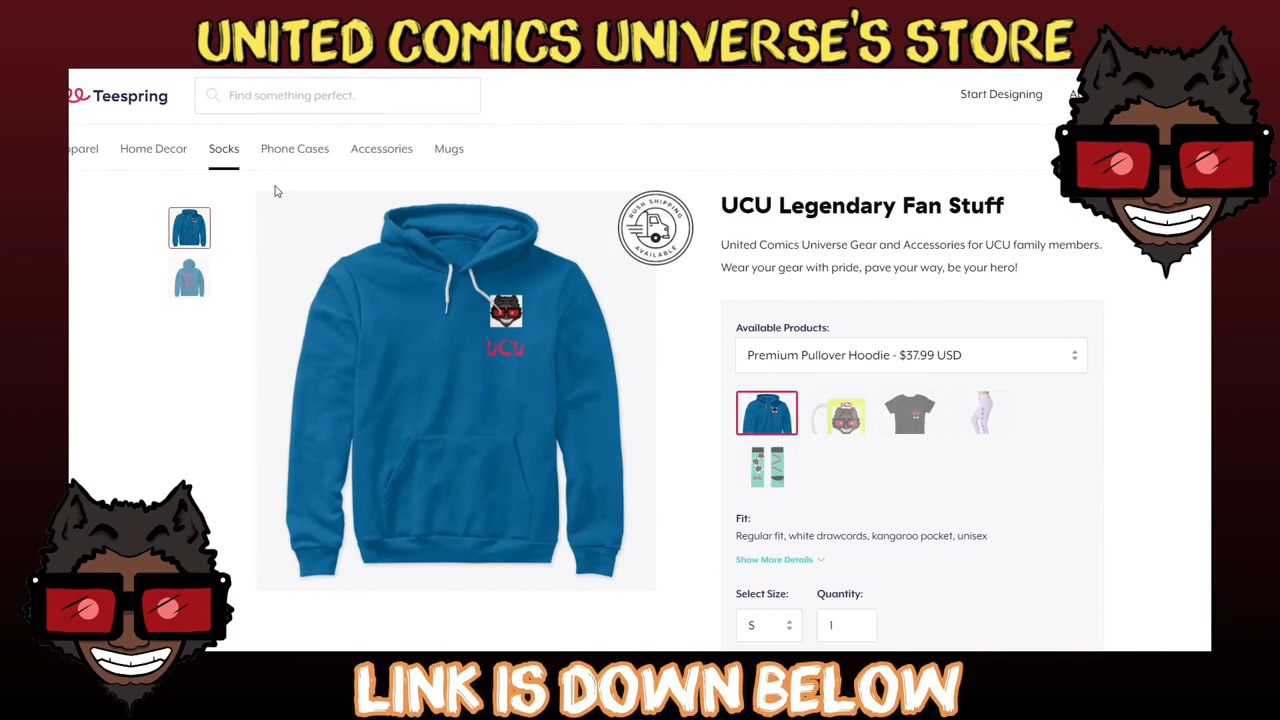 UNITED COMICS UNIVERSE'S STORE
Teespring
Find something perfect.
Start Designing
Home Decor
Socks
Phone Cases
Accessories
Mugs
RUSH SHIPPING
AVAILABLE
UCU
UCU Legendary Fan Stuff
United Comics Universe Gear and Accessories for UCU family members.
Wear your gear with pride, pave your way, be your hero!
Available Products:
Premium Pullover Hoodie - $37.99 USD
Fit:
Regular fit, white drawcords, kangaroo pocket, unisex
Show More Details
Select Size:
Quantity:
S
1
LINK IS DOWN BELOW